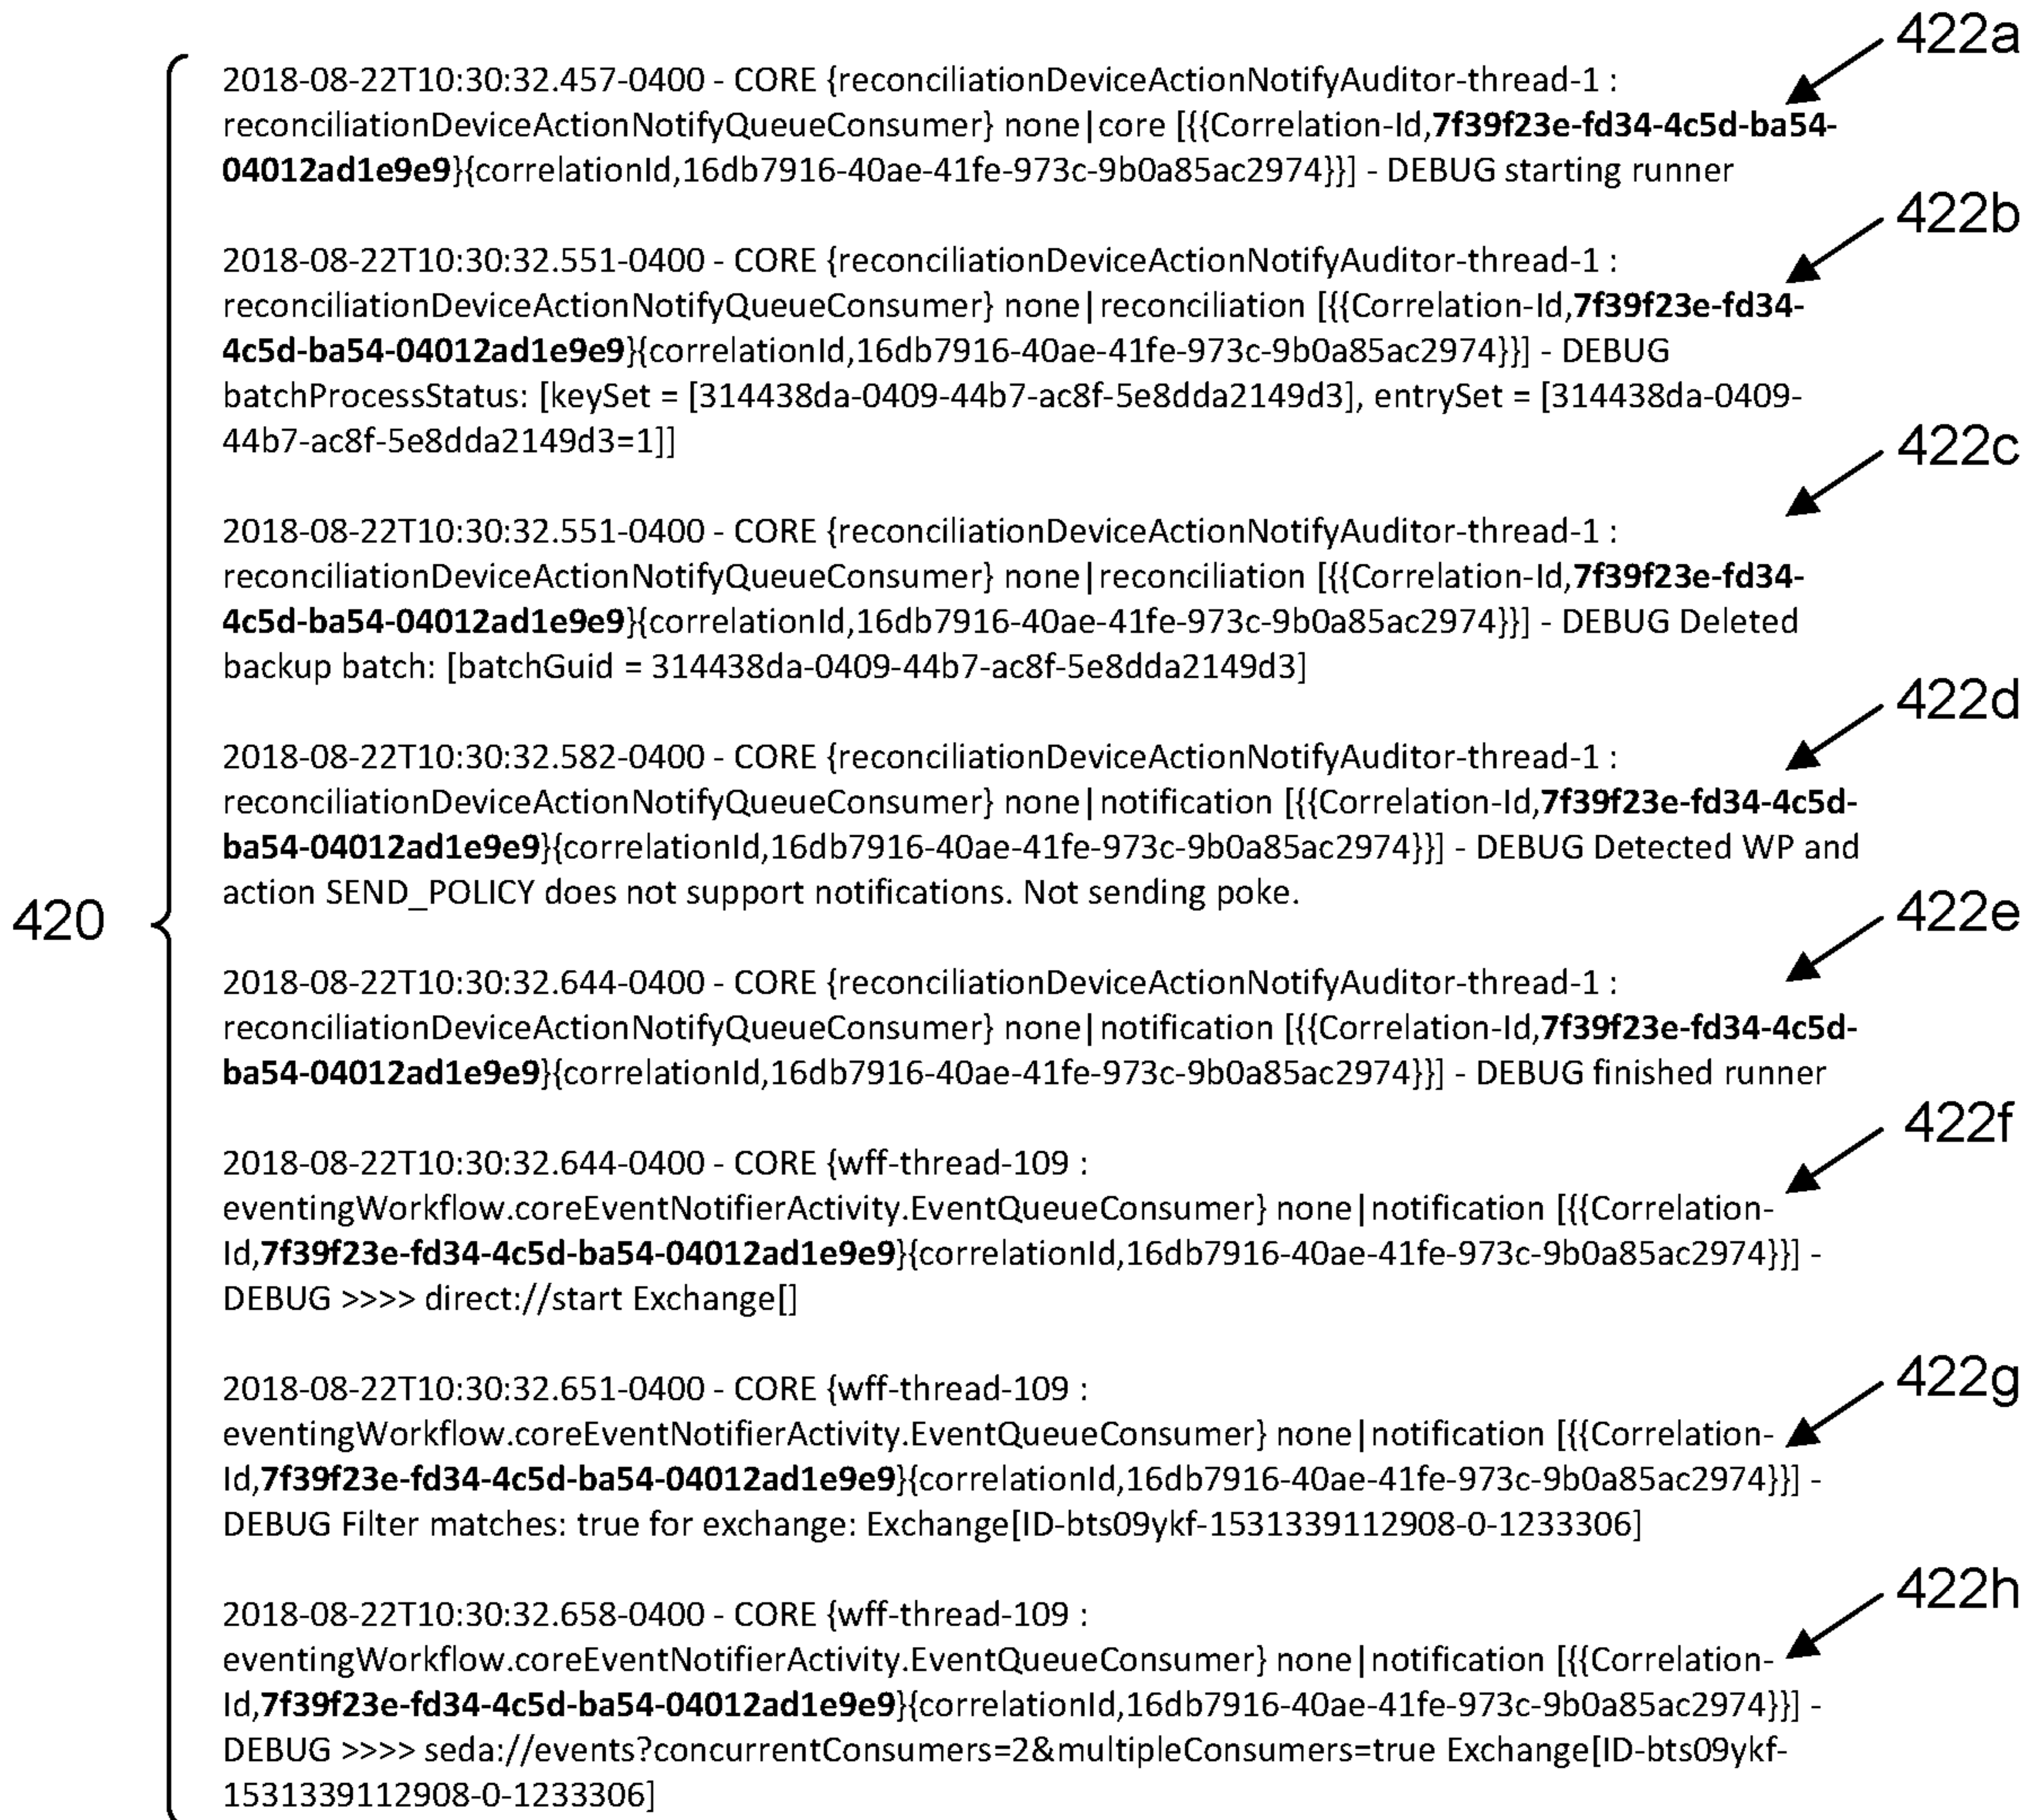 422a
2018-08-22T10:30:32.457-0400 - CORE {reconciliationDeviceActionNotifyAuditor-thread-1 :
reconciliationDeviceActionNotifyQueueConsumer} none|core [{{Correlation-Id,7f39f23e-fd34-4c5d-ba54-
04012ad1e9e9}{correlationId,16db7916-40ae-41fe-973c-9b0a85ac2974}}] - DEBUG starting runner
422b
2018-08-22T10:30:32.551-0400 - CORE {reconciliationDeviceActionNotifyAuditor-thread-1 :
reconciliationDeviceActionNotifyQueueConsumer} none|reconciliation [{{Correlation-Id,7f39f23e-fd34-
4c5d-ba54-04012ad1e9e9}{correlationId,16db7916-40ae-41fe-973c-9b0a85ac2974}}] - DEBUG
batchProcessStatus: [keySet = [314438da-0409-44b7-ac8f-5e8dda2149d3], entrySet = [314438da-0409-
44b7-ac8f-5e8dda2149d3=1]]
422c
2018-08-22T10:30:32.551-0400 - CORE {reconciliationDeviceActionNotifyAuditor-thread-1 :
reconciliationDeviceActionNotifyQueueConsumer} none|reconciliation [{{Correlation-Id,7f39f23e-fd34-
4c5d-ba54-04012ad1e9e9}{correlationId,16db7916-40ae-41fe-973c-9b0a85ac2974}}] - DEBUG Deleted
backup batch: [batchGuid = 314438da-0409-44b7-ac8f-5e8dda2149d3]
422d
2018-08-22T10:30:32.582-0400 - CORE {reconciliationDeviceActionNotifyAuditor-thread-1 :
reconciliationDeviceActionNotifyQueueConsumer} none|notification [{{Correlation-Id,7f39f23e-fd34-4c5d-
ba54-04012ad1e9e9}{correlationId,16db7916-40ae-41fe-973c-9b0a85ac2974}}] - DEBUG Detected WP and
action SEND_POLICY does not support notifications. Not sending poke.
420
422e
2018-08-22T10:30:32.644-0400 - CORE {reconciliationDeviceActionNotifyAuditor-thread-1 :
reconciliationDeviceActionNotifyQueueConsumer} none|notification [{{Correlation-Id,7f39f23e-fd34-4c5d-
ba54-04012ad1e9e9}{correlationId,16db7916-40ae-41fe-973c-9b0a85ac2974}}] - DEBUG finished runner
422f
2018-08-22T10:30:32.644-0400 - CORE {wff-thread-109 :
eventingWorkflow.coreEventNotifierActivity.EventQueueConsumer} none|notification [{{Correlation-
Id,7f39f23e-fd34-4c5d-ba54-04012ad1e9e9}{correlationId,16db7916-40ae-41fe-973c-9b0a85ac2974}}] -
DEBUG >>>> direct://start Exchange[]
422g
2018-08-22T10:30:32.651-0400 - CORE {wff-thread-109 :
eventingWorkflow.coreEventNotifierActivity.EventQueueConsumer} none|notification [{{Correlation-
Id,7f39f23e-fd34-4c5d-ba54-04012ad1e9e9}{correlationId,16db7916-40ae-41fe-973c-9b0a85ac2974}}] -
DEBUG Filter matches: true for exchange: Exchange[ID-bts09ykf-1531339112908-0-1233306]
422h
2018-08-22T10:30:32.658-0400 - CORE {wff-thread-109 :
eventingWorkflow.coreEventNotifierActivity.EventQueueConsumer} none|notification [{{Correlation-
Id,7f39f23e-fd34-4c5d-ba54-04012ad1e9e9}{correlationId,16db7916-40ae-41fe-973c-9b0a85ac2974}}] -
DEBUG >>>> seda://events?concurrentConsumers=2&multipleConsumers=true Exchange[ID-bts09ykf-
1531339112908-0-1233306]